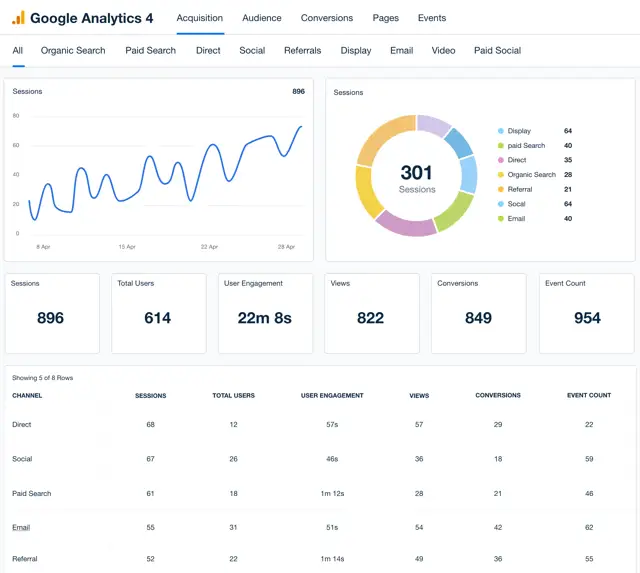 Google Analytics 4 Acquisition Audience Conversions Pages Events
All Organic Search Paid Search Direct Social Referrals Display Email Video Paid Social
Sessions 896
80
60
40
20
0
8 Apr 15 Apr 22 Apr 28 Apr
Sessions
301
Sessions
Display 64
paid Search 40
Direct 35
Organic Search 28
Referral 21
Socal 64
Email 40
Sessions
896
Total Users
614
User Engagement
22m 8s
Views
822
Conversions
849
Event Count
954
Showing 5 of 8 Rows
CHANNEL SESSIONS TOTAL USERS USER ENGAGEMENT VIEWS CONVERSIONS EVENT COUNT
Direct 68 12 57s 57 29 22
Social 67 26 46s 36 18 59
Paid Search 61 18 1m 12s 28 21 46
Email 55 31 51s 54 42 62
Referral 52 22 1m 14s 49 36 55